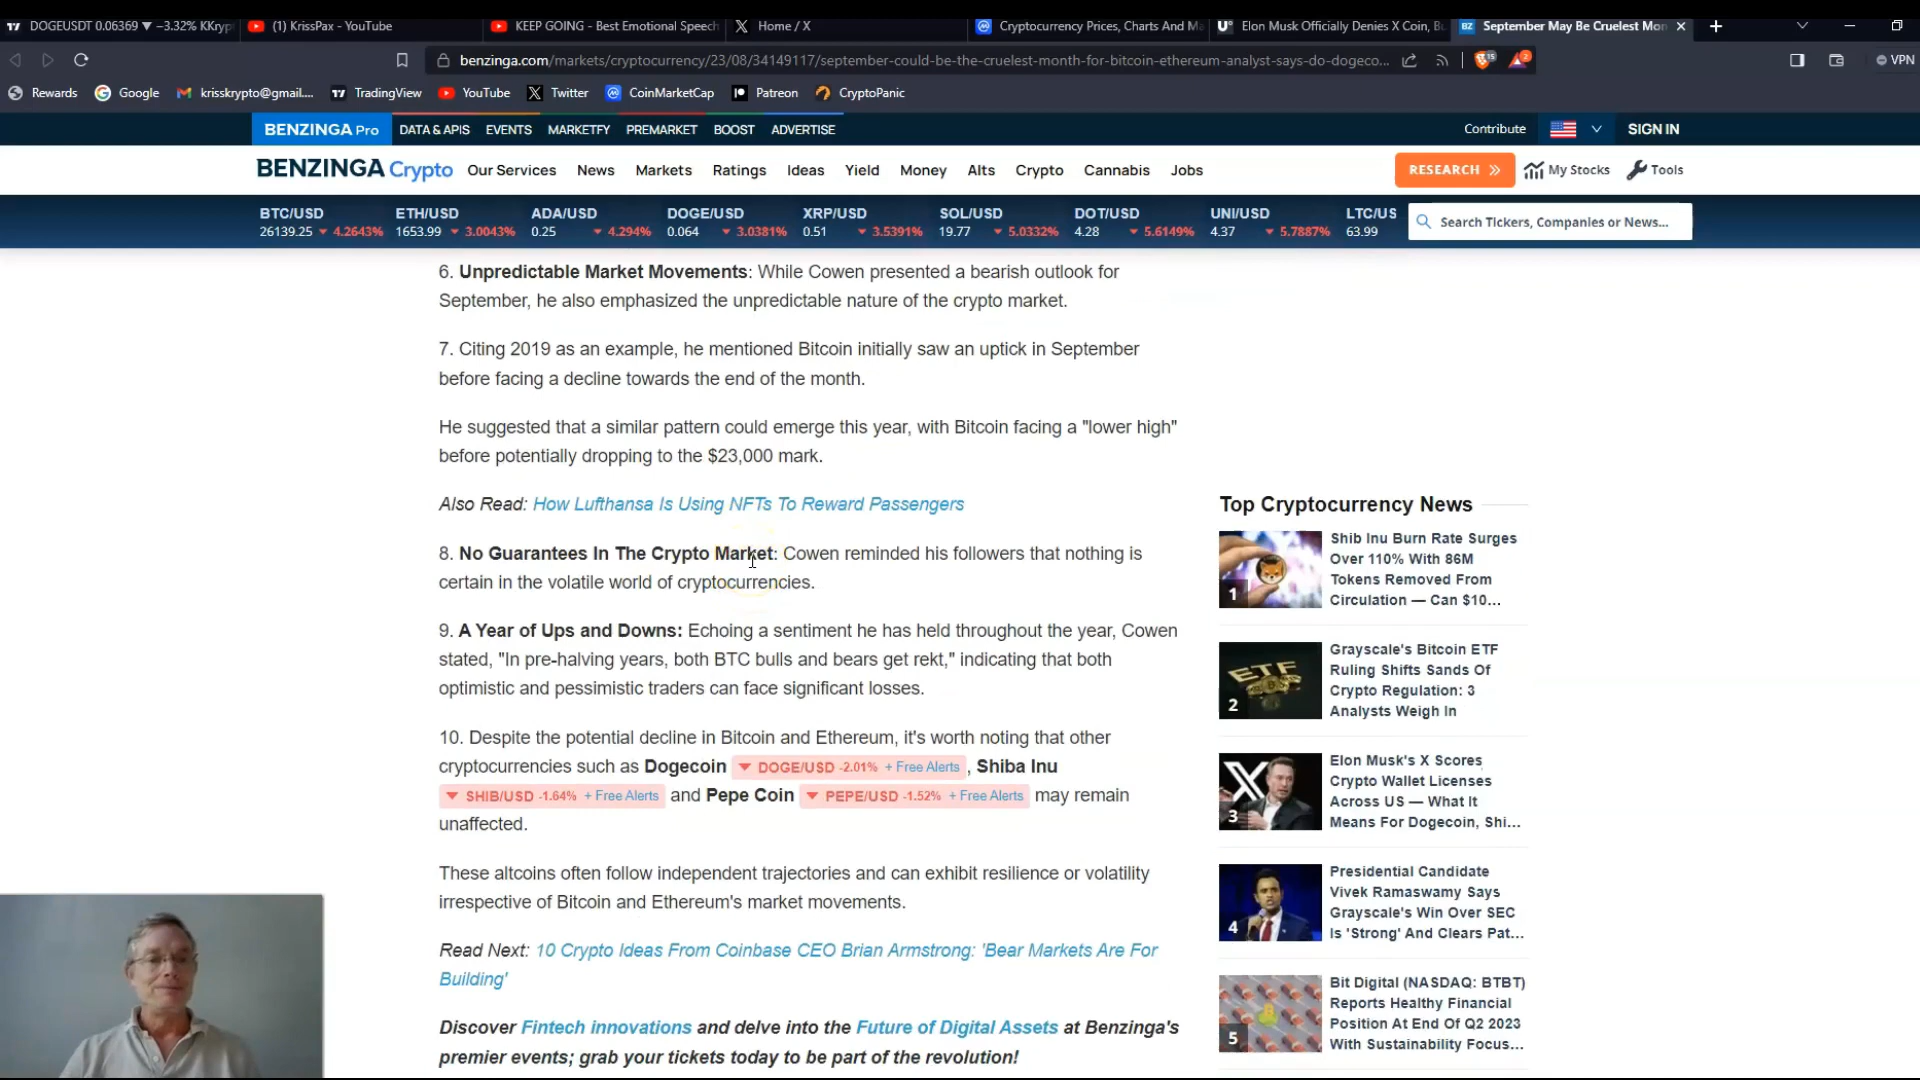 DOGEUSDT 0.06369 ▼ −3.32% KKryp
(1) KrissPax - YouTube
KEEP GOING - Best Emotional Speech
Home / X
Cryptocurrency Prices, Charts And Ma
Elon Musk Officially Denies X Coin, B
September May Be Cruelest Mon
benzinga.com/markets/cryptocurrency/23/08/34149117/september-could-be-the-cruelest-month-for-bitcoin-ethereum-analyst-says-do-dogeco...
15
2
VPN
Rewards
Google
krisskrypto@gmail....
TradingView
YouTube
Twitter
CoinMarketCap
Patreon
CryptoPanic
BENZINGA Pro
DATA & APIS
EVENTS
MARKETFY
PREMARKET
BOOST
ADVERTISE
Contribute
SIGN IN
BENZINGA Crypto
Our Services
News
Markets
Ratings
Ideas
Yield
Money
Alts
Crypto
Cannabis
Jobs
RESEARCH
My Stocks
Tools
BTC/USD
26139.25 ▼ 4.2643%
ETH/USD
1653.99 ▼ 3.0043%
ADA/USD
0.25 ▼ 4.294%
DOGE/USD
0.064 ▼ 3.0381%
XRP/USD
0.51 ▼ 3.5391%
SOL/USD
19.77 ▼ 5.0332%
DOT/USD
4.28 ▼ 5.6149%
UNI/USD
4.37 ▼ 5.7887%
LTC/US
63.99
Search Tickers, Companies or News...
6. Unpredictable Market Movements: While Cowen presented a bearish outlook for
September, he also emphasized the unpredictable nature of the crypto market.
7. Citing 2019 as an example, he mentioned Bitcoin initially saw an uptick in September
before facing a decline towards the end of the month.
He suggested that a similar pattern could emerge this year, with Bitcoin facing a "lower high"
before potentially dropping to the $23,000 mark.
Also Read: How Lufthansa Is Using NFTs To Reward Passengers
8. No Guarantees In The Crypto Market: Cowen reminded his followers that nothing is
certain in the volatile world of cryptocurrencies.
9. A Year of Ups and Downs: Echoing a sentiment he has held throughout the year, Cowen
stated, "In pre-halving years, both BTC bulls and bears get rekt," indicating that both
optimistic and pessimistic traders can face significant losses.
10. Despite the potential decline in Bitcoin and Ethereum, it's worth noting that other
cryptocurrencies such as Dogecoin ▼ DOGE/USD -2.01% + Free Alerts , Shiba Inu
▼ SHIB/USD -1.64% + Free Alerts and Pepe Coin ▼ PEPE/USD -1.52% + Free Alerts may remain
unaffected.
These altcoins often follow independent trajectories and can exhibit resilience or volatility
irrespective of Bitcoin and Ethereum's market movements.
Read Next: 10 Crypto Ideas From Coinbase CEO Brian Armstrong: 'Bear Markets Are For
Building'
Discover Fintech innovations and delve into the Future of Digital Assets at Benzinga's
premier events; grab your tickets today to be part of the revolution!
Top Cryptocurrency News
1
Shib Inu Burn Rate Surges
Over 110% With 86M
Tokens Removed From
Circulation — Can $10...
ETF
2
Grayscale's Bitcoin ETF
Ruling Shifts Sands Of
Crypto Regulation: 3
Analysts Weigh In
3
Elon Musk's X Scores
Crypto Wallet Licenses
Across US — What It
Means For Dogecoin, Shi...
4
Presidential Candidate
Vivek Ramaswamy Says
Grayscale's Win Over SEC
Is 'Strong' And Clears Pat...
5
Bit Digital (NASDAQ: BTBT)
Reports Healthy Financial
Position At End Of Q2 2023
With Sustainability Focus...